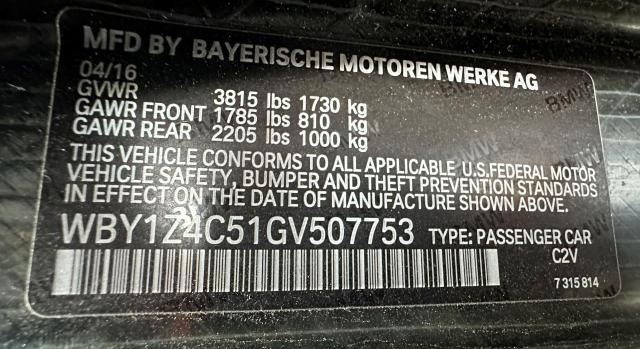 MFD BY BAYERISCHE MOTOREN WERKE AG
04/16
GVWR 3815 lbs 1730 kg
GAWR FRONT 1785 lbs 810 kg
GAWR REAR 2205 lbs 1000 kg
THIS VEHICLE CONFORMS TO ALL APPLICABLE U.S.FEDERAL MOTOR
VEHICLE SAFETY, BUMPER AND THEFT PREVENTION STANDARDS
IN EFFECT ON THE DATE OF MANUFACTURE SHOWN ABOVE.
WBY1Z4C51GV507753 TYPE: PASSENGER CAR
C2V
7 315 814